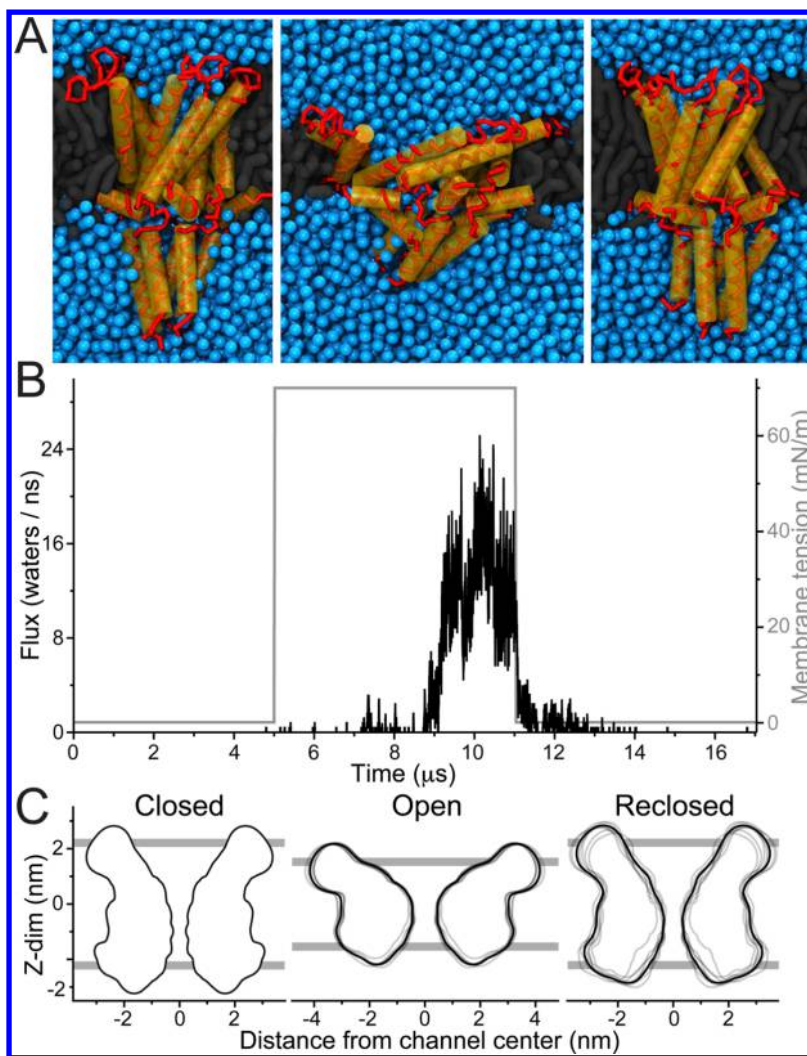 A
B
Flux (waters / ns)
24
16
8
0
Membrane tension (mN/m)
60
40
20
0
0 2 4 6 8 10 12 14 16
Time (μs)
C
Closed Open Reclosed
Z-dim (nm)
2
0
-2
-2 0 2 -4 -2 0 2 4 -2 0 2
Distance from channel center (nm)